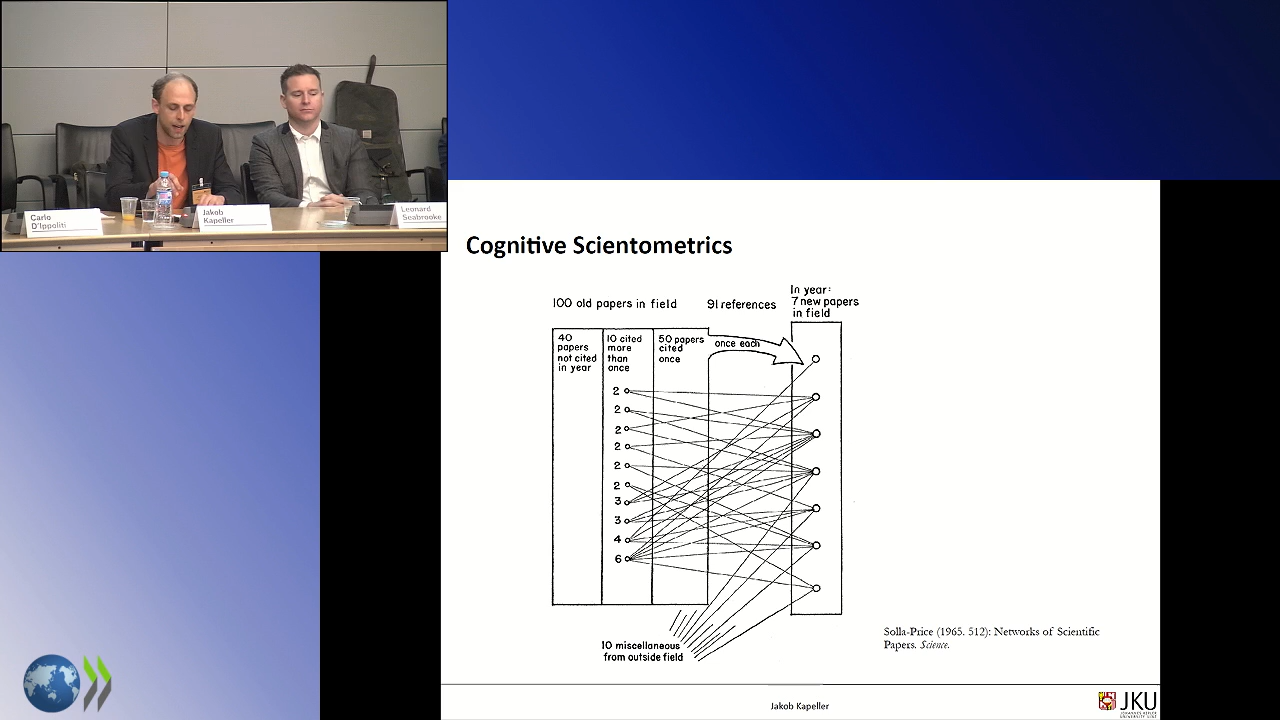 Carlo
D'Ippoliti
Jakob
Kapeller
Leonard
Seabrooke
Cognitive Scientometrics
100 old papers in field
91 references
In year:
7 new papers
in field
40
papers
not cited
in year
10 cited
more
than
once
50 papers
cited
once
once each
2
2
2
2
2
2
3
3
4
6
10 miscellaneous
from outside field
Solla-Price (1965. 512): Networks of Scientific
Papers. Science.
Jakob Kapeller
JKU